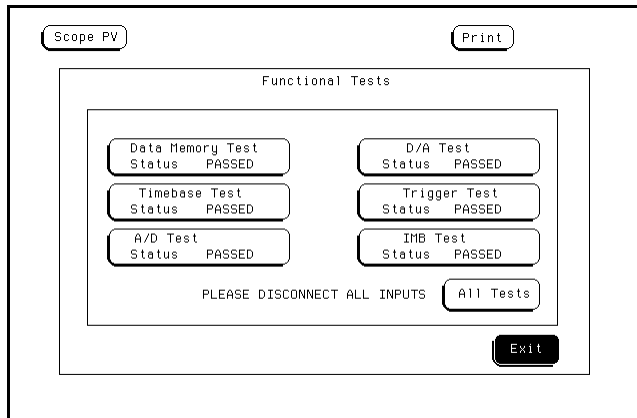 Scope PV
Print
Functional Tests
Data Memory Test
Status PASSED
D/A Test
Status PASSED
Timebase Test
Status PASSED
Trigger Test
Status PASSED
A/D Test
Status PASSED
IMB Test
Status PASSED
PLEASE DISCONNECT ALL INPUTS
All Tests
Exit